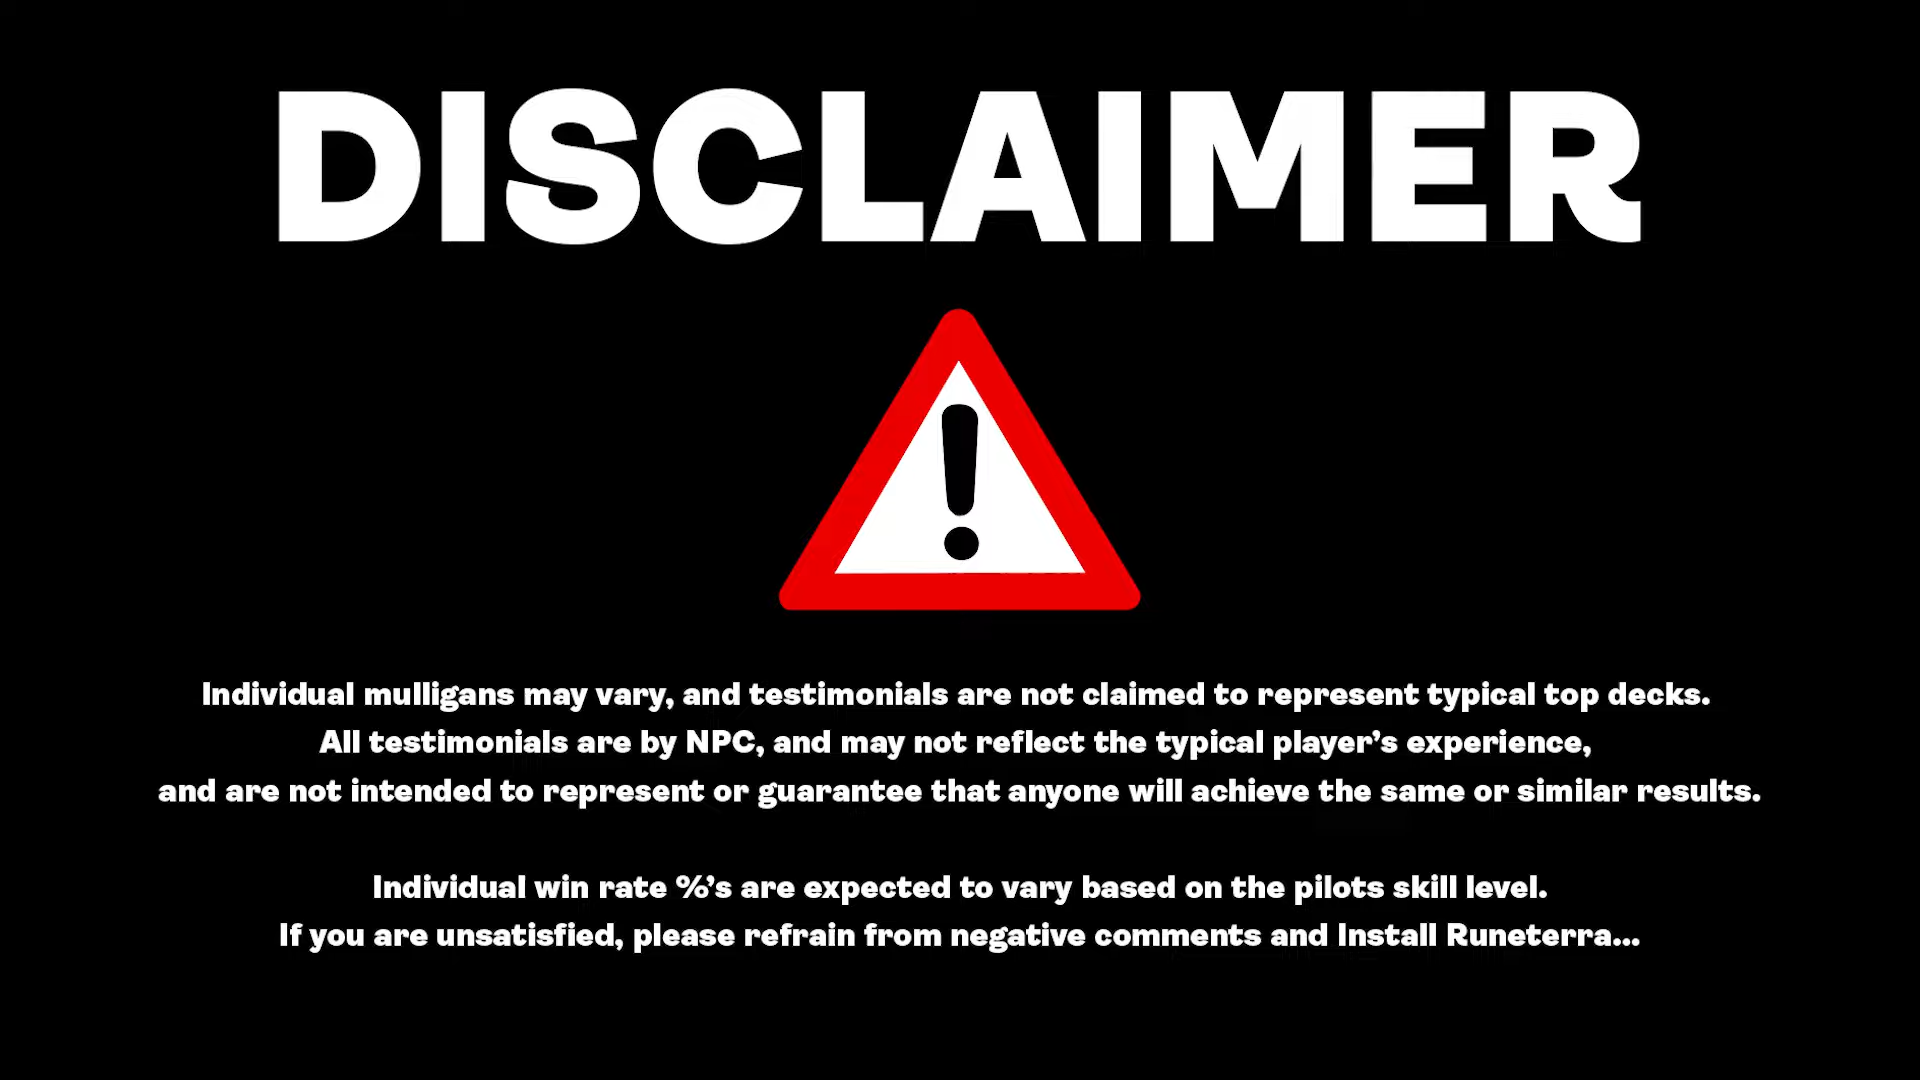 DISCLAIMER
Individual mulligans may vary, and testimonials are not claimed to represent typical top decks.
All testimonials are by NPC, and may not reflect the typical player’s experience,
and are not intended to represent or guarantee that anyone will achieve the same or similar results.
Individual win rate %’s are expected to vary based on the pilots skill level.
If you are unsatisfied, please refrain from negative comments and Install Runeterra...